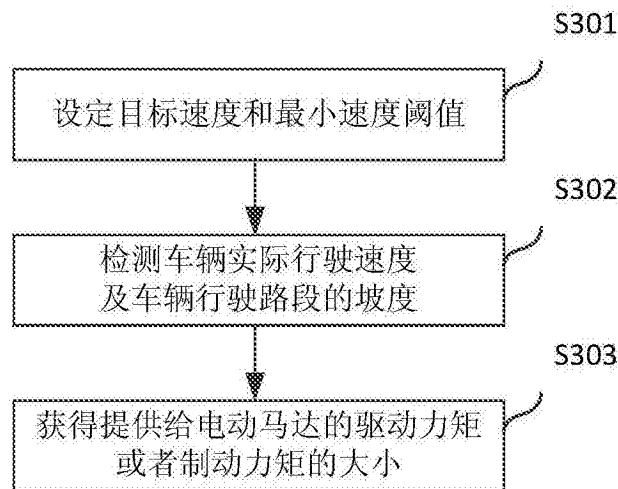 S301
设定目标速度和最小速度阈值
S302
检测车辆实际行驶速度
及车辆行驶路段的坡度
S303
获得提供给电动马达的驱动力矩
或者制动力矩的大小